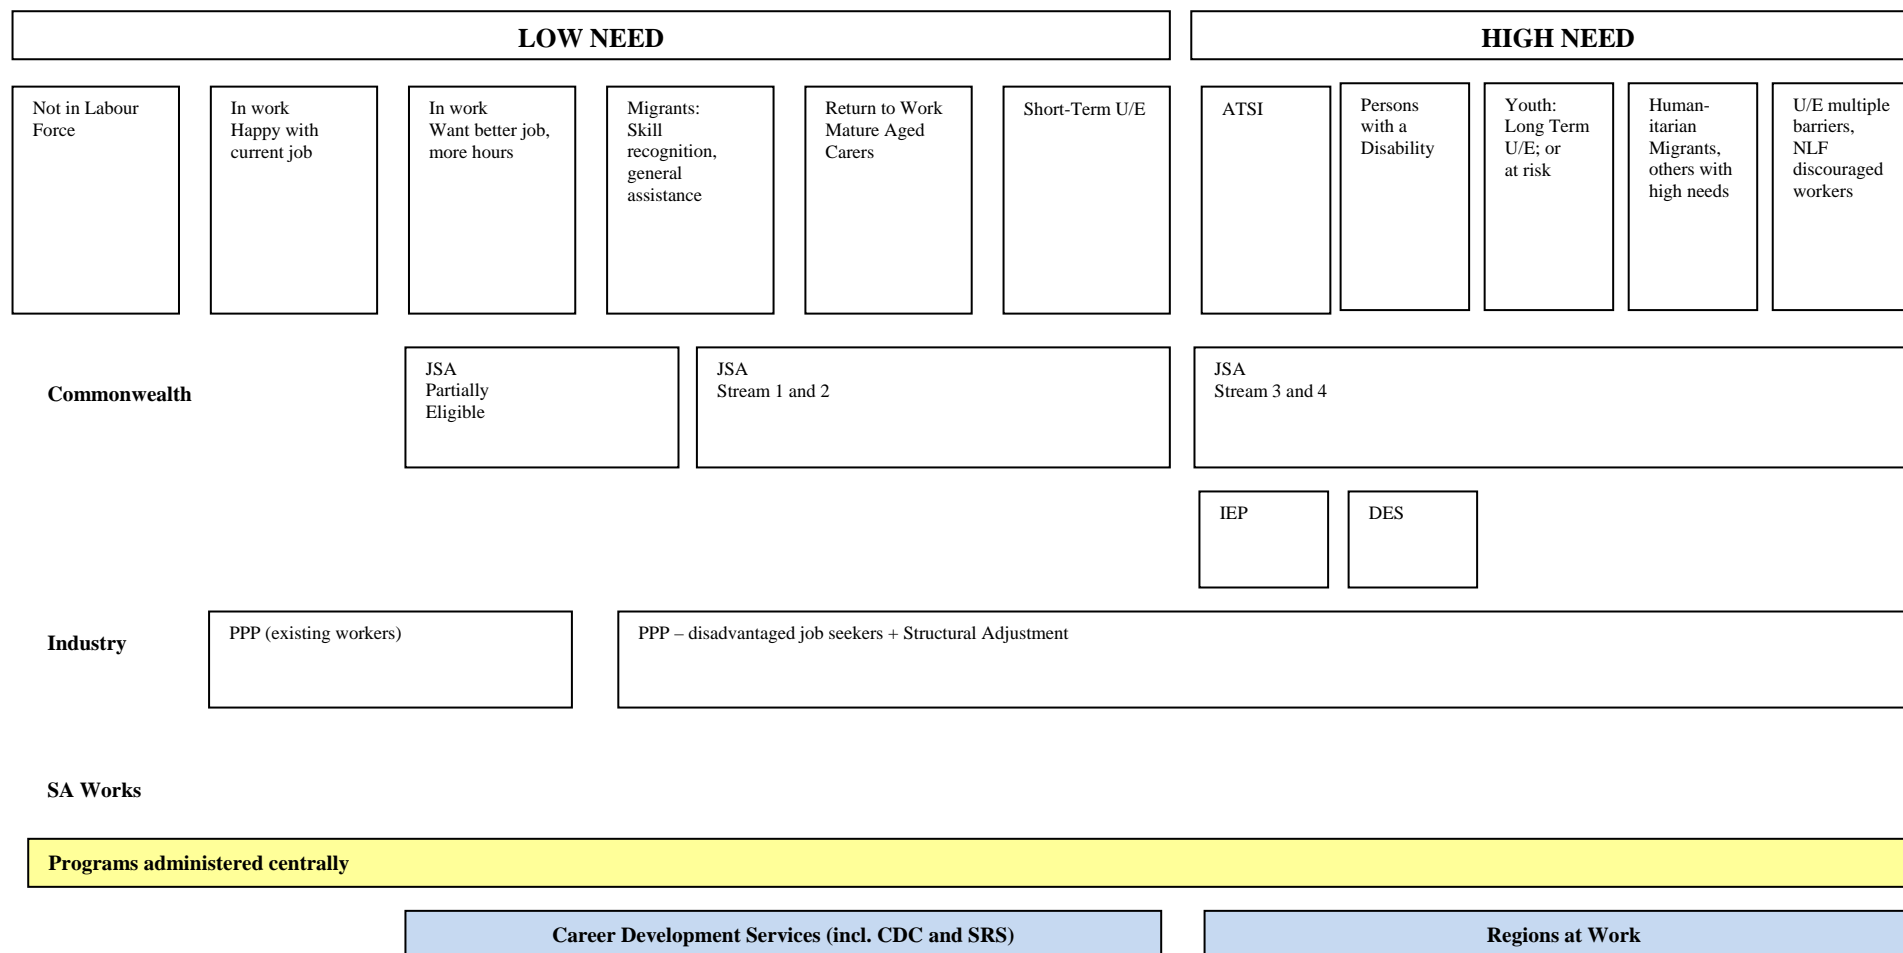 LOW NEED
HIGH NEED
Not in Labour
Force
In work
Happy with
current job
In work
Want better job,
more hours
Migrants:
Skill
recognition,
general
assistance
Return to Work
Mature Aged
Carers
Short-Term U/E
ATSI
Persons
with a
Disability
Youth:
Long Term
U/E; or
at risk
Human-
itarian
Migrants,
others with
high needs
U/E multiple
barriers,
NLF
discouraged
workers
Commonwealth
JSA
Partially
Eligible
JSA
Stream 1 and 2
JSA
Stream 3 and 4
IEP
DES
Industry
PPP (existing workers)
PPP – disadvantaged job seekers + Structural Adjustment
SA Works
Programs administered centrally
Career Development Services (incl. CDC and SRS)
Regions at Work